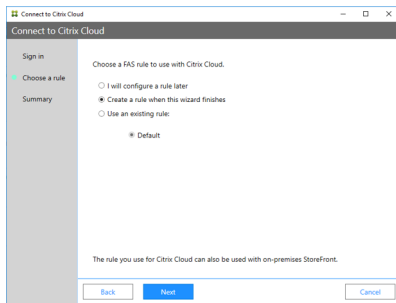 Connect to Citrix Cloud
Connect to Citrix Cloud
Sign in
Choose a rule
Summary
Choose a FAS rule to use with Citrix Cloud.
I will configure a rule later
Create a rule when this wizard finishes
Use an existing rule:
Default
The rule you use for Citrix Cloud can also be used with on-premises StoreFront.
Back
Next
Cancel